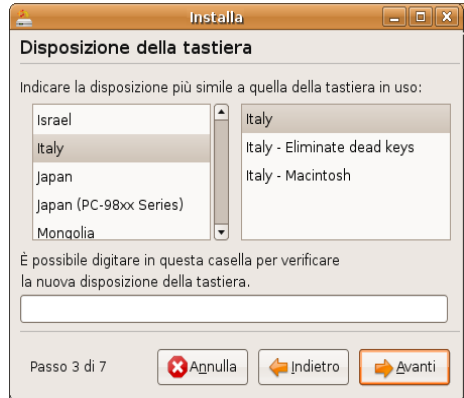 Installa
Disposizione della tastiera
Indicare la disposizione più simile a quella della tastiera in uso:
Israel
Italy
Japan
Japan (PC-98xx Series)
Mongolia
Italy
Italy - Eliminate dead keys
Italy - Macintosh
È possibile digitare in questa casella per verificare
la nuova disposizione della tastiera.
Passo 3 di 7
Annulla
Indietro
Avanti